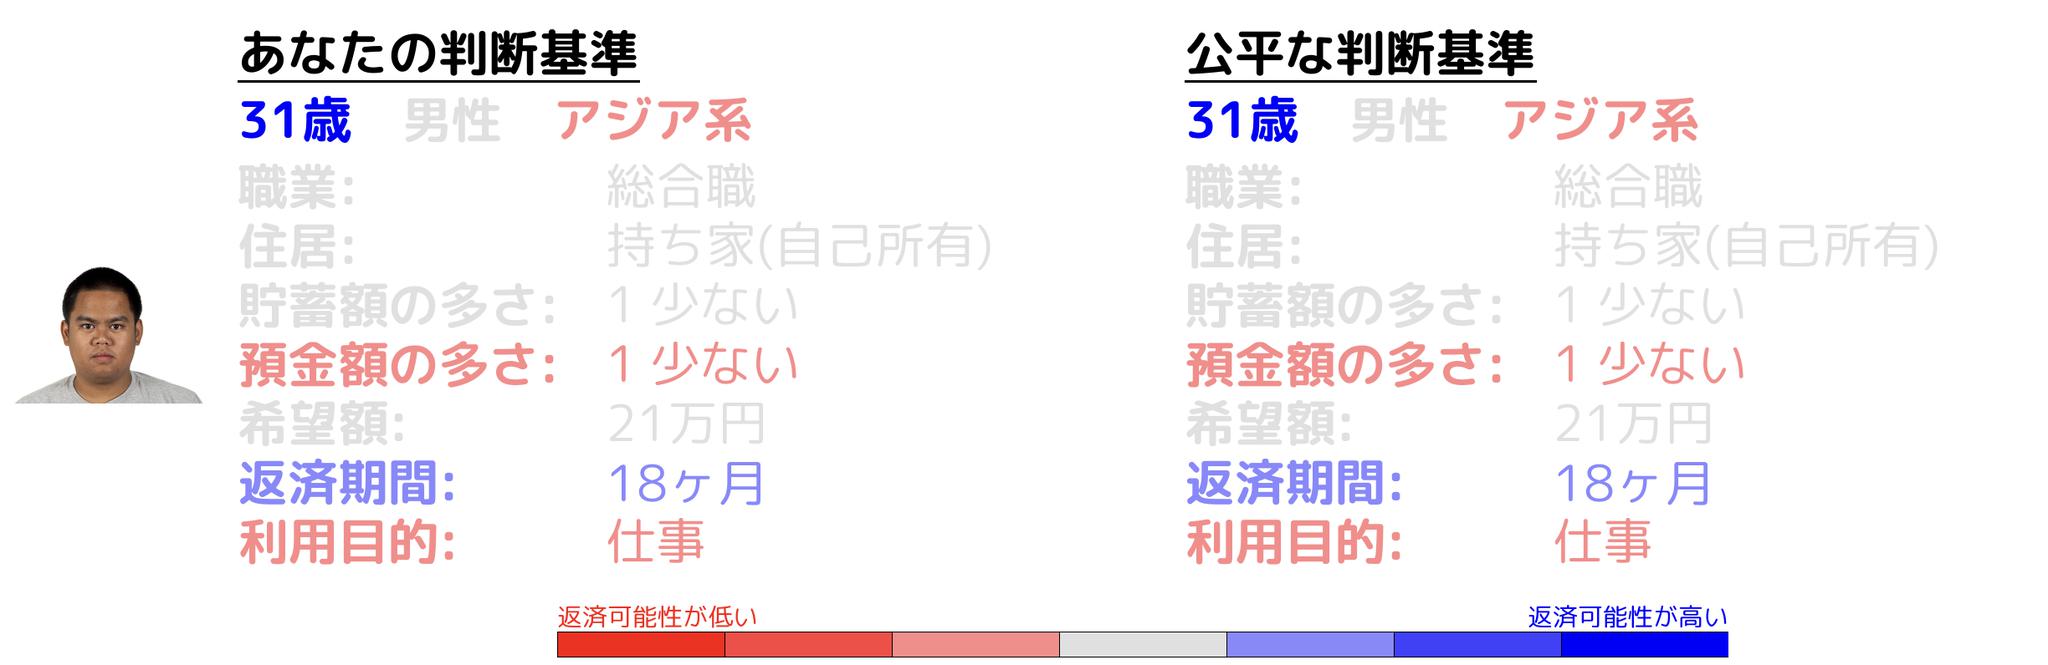 あなたの判断基準
31歳 男性 アジア系
職業: 総合職
住居: 持ち家(自己所有)
貯蓄額の多さ: 1 少ない
預金額の多さ: 1 少ない
希望額: 21万円
返済期間: 18ヶ月
利用目的: 仕事
公平な判断基準
31歳 男性 アジア系
職業: 総合職
住居: 持ち家(自己所有)
貯蓄額の多さ: 1 少ない
預金額の多さ: 1 少ない
希望額: 21万円
返済期間: 18ヶ月
利用目的: 仕事
返済可能性が低い
返済可能性が高い